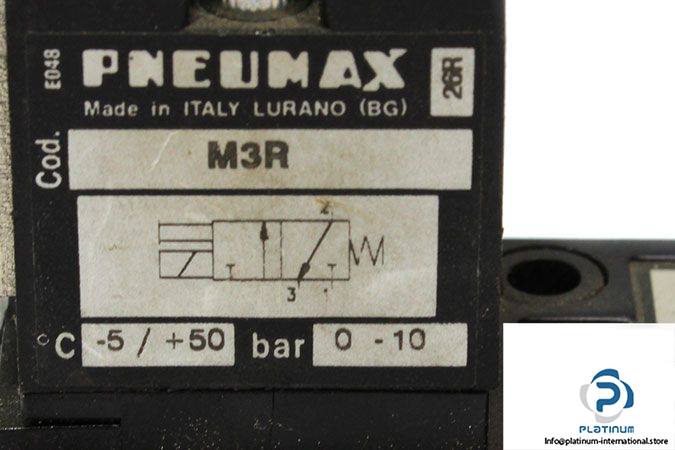 E048
PNEUMAX
26R
Made in ITALY LURANO (BG)
Cod. M3R
2
3 1
°C -5 / +50 bar 0 - 10
P
PLATINUM
Info@platinum-international.store